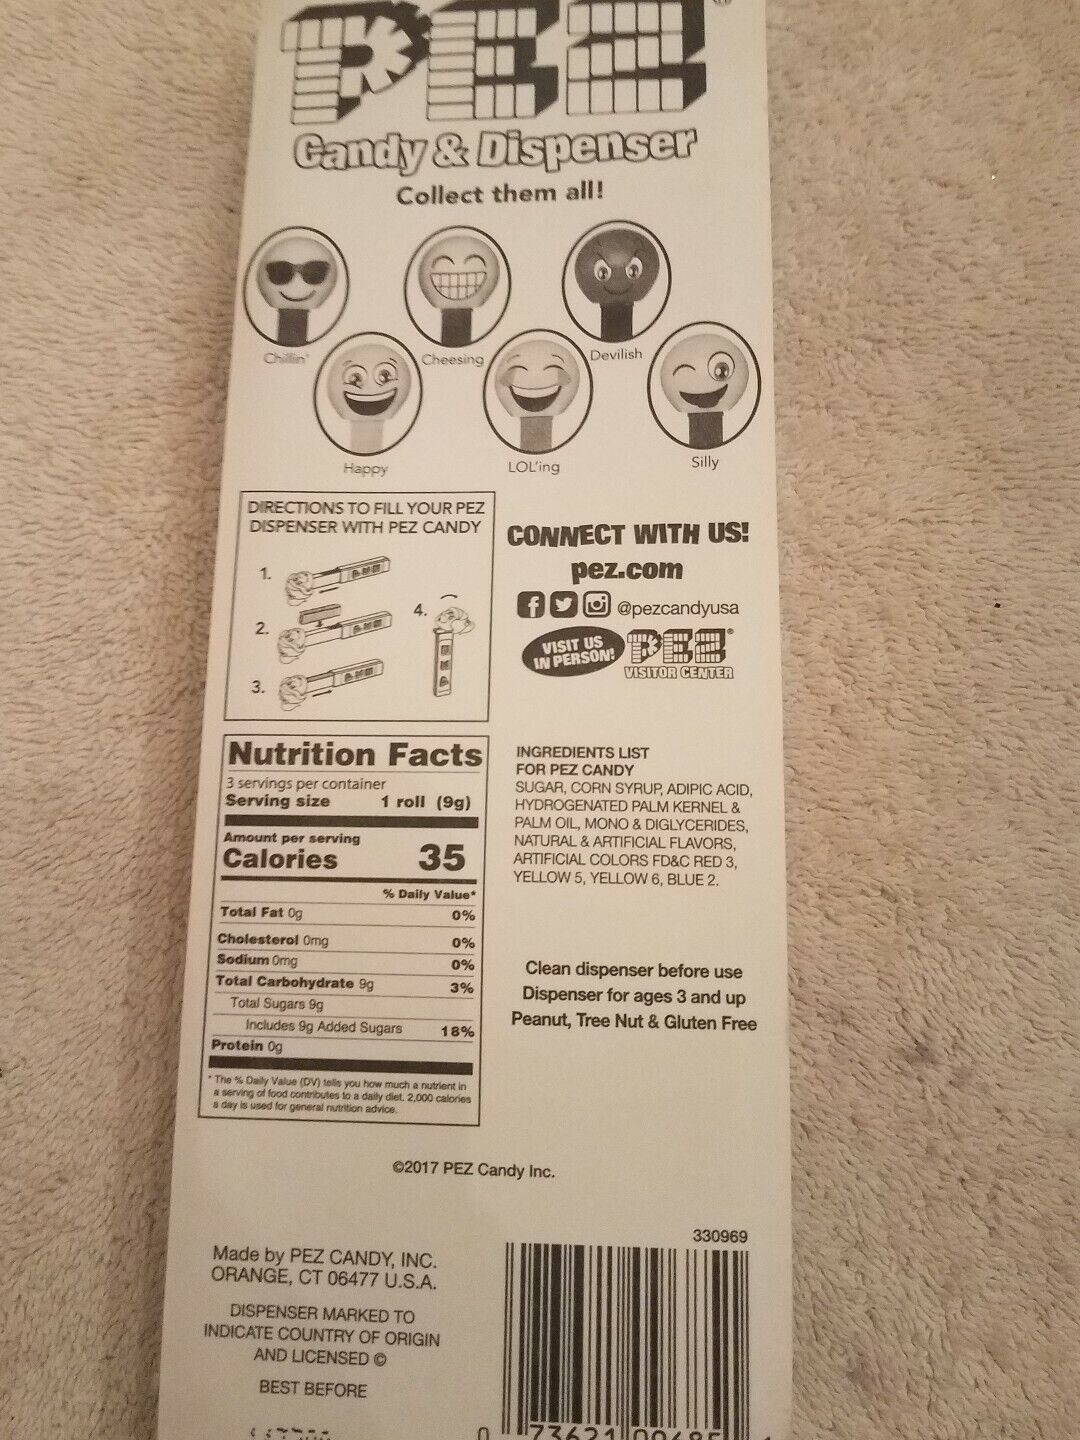 PEZ
Candy & Dispenser
Collect them all!
Chillin'
Cheesing
Devilish
Happy
LOL'ing
Silly
DIRECTIONS TO FILL YOUR PEZ
DISPENSER WITH PEZ CANDY
1.
2.
3.
4.
CONNECT WITH US!
pez.com
@pezcandyusa
VISIT US
IN PERSON!
PEZ®
VISITOR CENTER
Nutrition Facts
3 servings per container
Serving size 1 roll (9g)
Amount per serving
Calories 35
% Daily Value*
Total Fat 0g 0%
Cholesterol 0mg 0%
Sodium 0mg 0%
Total Carbohydrate 9g 3%
Total Sugars 9g
Includes 9g Added Sugars 18%
Protein 0g
* The % Daily Value (DV) tells you how much a nutrient in
a serving of food contributes to a daily diet. 2,000 calories
a day is used for general nutrition advice.
INGREDIENTS LIST
FOR PEZ CANDY
SUGAR, CORN SYRUP, ADIPIC ACID,
HYDROGENATED PALM KERNEL &
PALM OIL, MONO & DIGLYCERIDES,
NATURAL & ARTIFICIAL FLAVORS,
ARTIFICIAL COLORS FD&C RED 3,
YELLOW 5, YELLOW 6, BLUE 2.
Clean dispenser before use
Dispenser for ages 3 and up
Peanut, Tree Nut & Gluten Free
©2017 PEZ Candy Inc.
Made by PEZ CANDY, INC.
ORANGE, CT 06477 U.S.A.
DISPENSER MARKED TO
INDICATE COUNTRY OF ORIGIN
AND LICENSED ©
BEST BEFORE
330969
0 73621